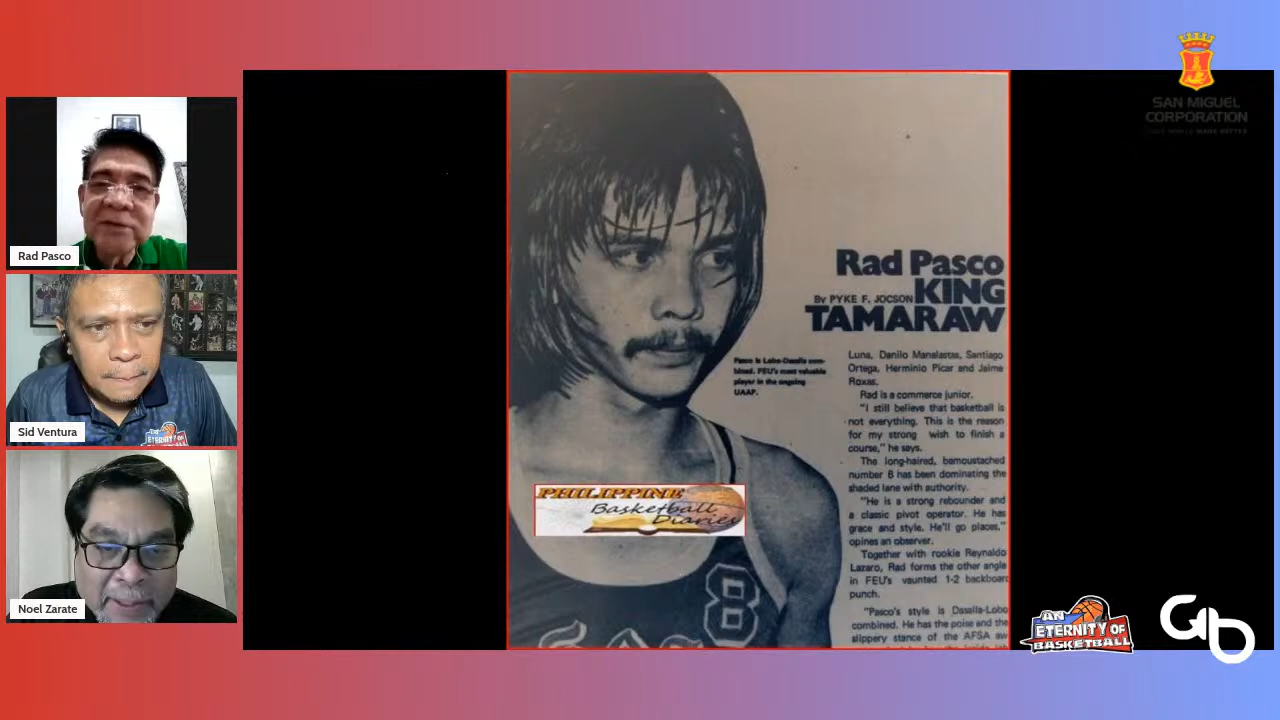 SAN MIGUEL
CORPORATION
Rad Pasco
Sid Ventura
Noel Zarate
Rad Pasco
By PYKE F. JOCSON KING
TAMARAW
Pasco is Lobo-Dasalla com-
bined. FEU's most valuable
player in the ongoing
UAAP.
Luna, Danilo Manalastas, Santiago
Ortega, Herminio Picar and Jaime
Roxas.
Rad is a commerce junior.
"I still believe that basketball is
not everything. This is the reason
for my strong wish to finish a
course," he says.
The long-haired, bemoustached
number 8 has been dominating the
shaded lane with authority.
"He is a strong rebounder and
a classic pivot operator. He has
grace and style. He'll go places,"
opines an observer.
Together with rookie Reynaldo
Lazaro, Rad forms the other angle
in FEU's vaunted 1-2 backboard
punch.
"Pasco's style is Dasalla-Lobo
combined. He has the poise and the
slippery stance of the AFSA aw
8
PHILIPPINE
Basketball
Diaries
AN
ETERNITY OF
BASKETBALL
Gb